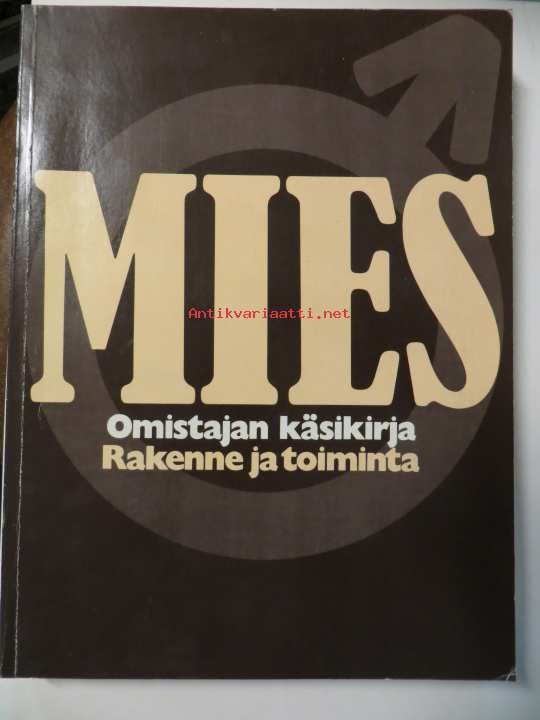 MIES
Antikvariaatti.net
Omistajan käsikirja
Rakenne ja toiminta